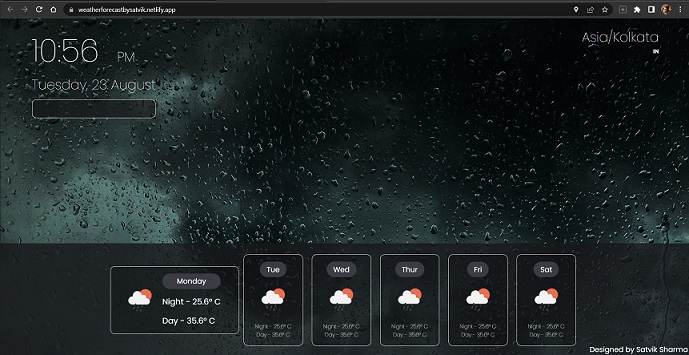 weatherforecastbysatvik.netlify.app
10:56 PM
Asia/Kolkata
IN
Tuesday, 23 August
Monday
Night - 25.6° C
Day - 35.6° C
Tue
Night - 25.6° C
Day - 35.6° C
Wed
Night - 25.6° C
Day - 35.6° C
Thur
Night - 25.6° C
Day - 35.6° C
Fri
Night - 25.6° C
Day - 35.6° C
Sat
Night - 25.6° C
Day - 35.6° C
Designed by Satvik Sharma